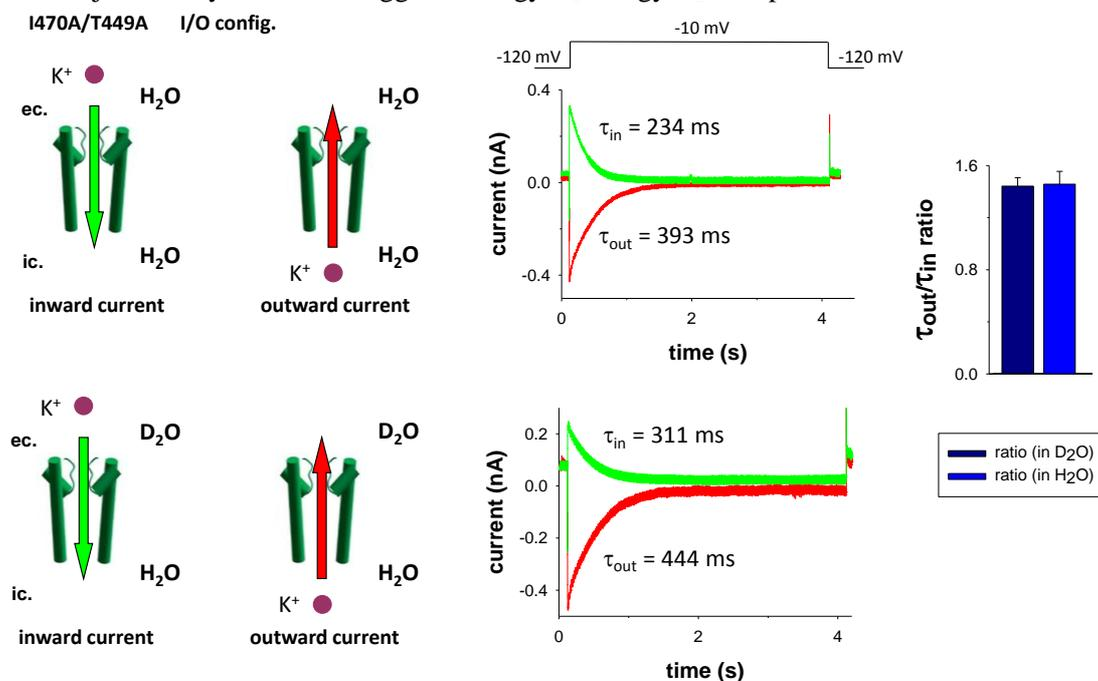 I470A/T449A I/O config.
-10 mV
-120 mV
-120 mV
K+
ec.
H2O
H2O
ic.
H2O
K+
H2O
inward current
outward current
current (nA)
0.4
0.0
-0.4
τin = 234 ms
τout = 393 ms
0
2
4
time (s)
τout/τin ratio
1.6
0.8
0.0
ratio (in D2O)
ratio (in H2O)
K+
ec.
D2O
D2O
ic.
H2O
K+
H2O
inward current
outward current
current (nA)
0.2
0.0
-0.2
-0.4
τin = 311 ms
τout = 444 ms
0
2
4
time (s)